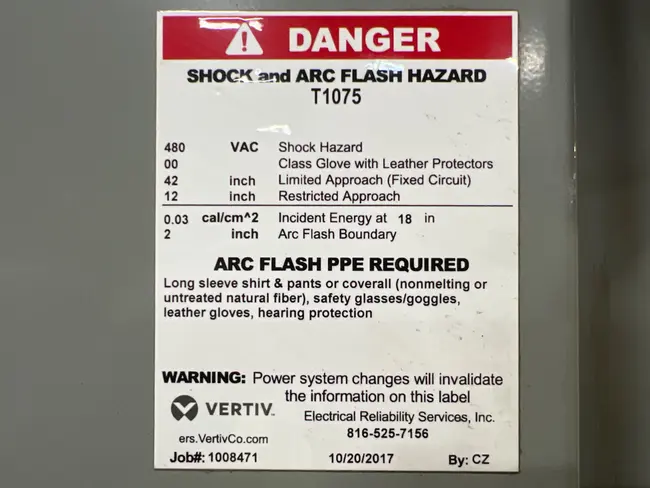 DANGER
SHOCK and ARC FLASH HAZARD
T1075
480 VAC Shock Hazard
00 Class Glove with Leather Protectors
42 inch Limited Approach (Fixed Circuit)
12 inch Restricted Approach
0.03 cal/cm^2 Incident Energy at 18 in
2 inch Arc Flash Boundary
ARC FLASH PPE REQUIRED
Long sleeve shirt & pants or coverall (nonmelting or
untreated natural fiber), safety glasses/goggles,
leather gloves, hearing protection
WARNING: Power system changes will invalidate
the information on this label
VERTIV. Electrical Reliability Services, Inc.
ers.VertivCo.com 816-525-7156
Job#: 1008471 10/20/2017 By: CZ